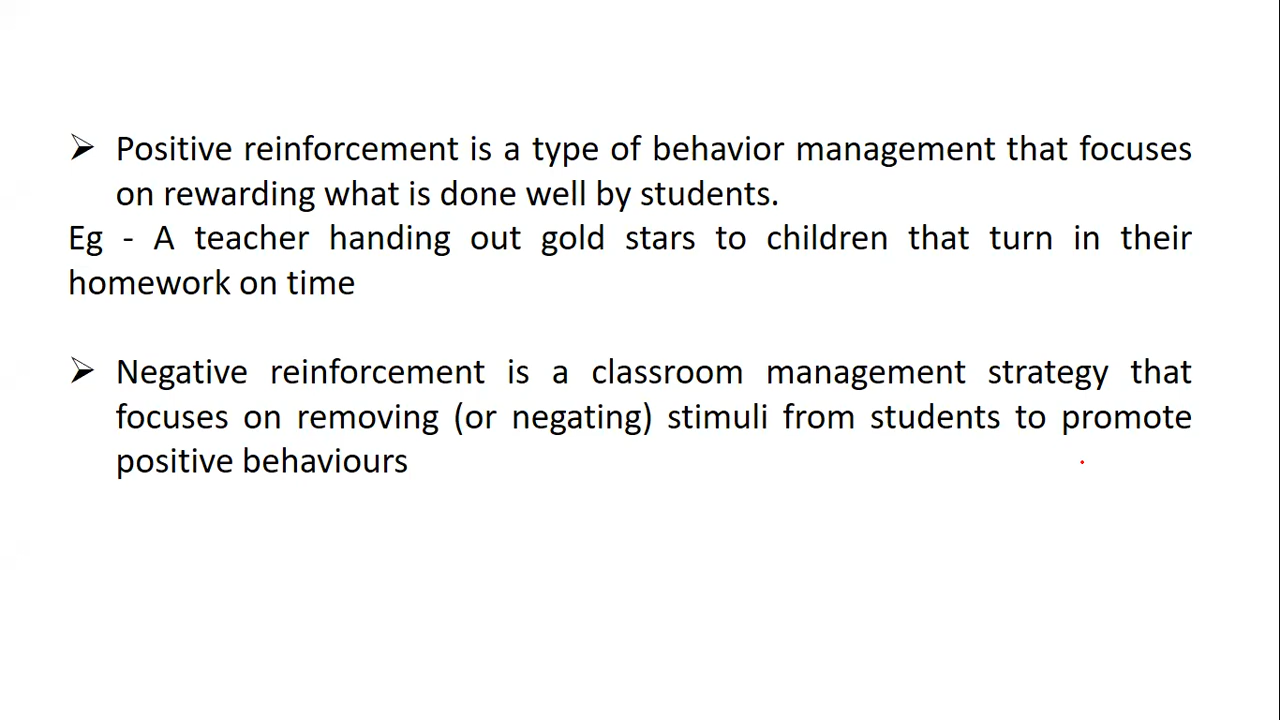 ➢ Positive reinforcement is a type of behavior management that focuses
on rewarding what is done well by students.
Eg - A teacher handing out gold stars to children that turn in their
homework on time
➢ Negative reinforcement is a classroom management strategy that
focuses on removing (or negating) stimuli from students to promote
positive behaviours